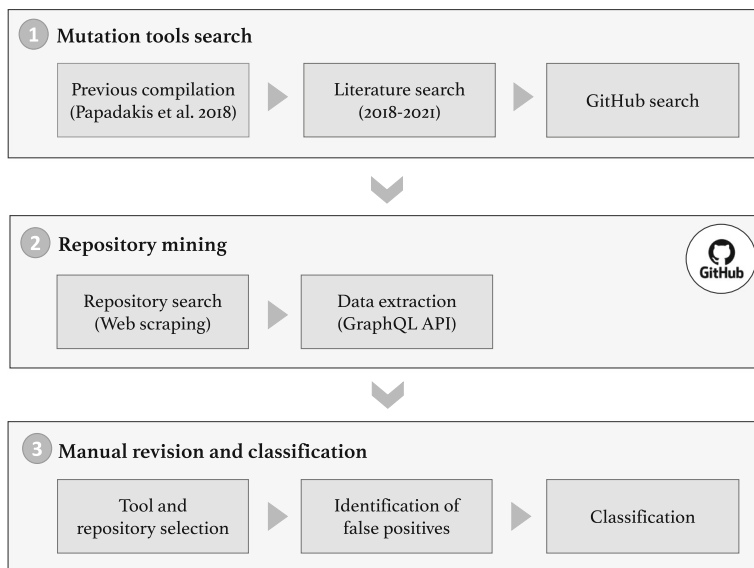 1 Mutation tools search
Previous compilation
(Papadakis et al. 2018)
Literature search
(2018-2021)
GitHub search
2 Repository mining
GitHub
Repository search
(Web scraping)
Data extraction
(GraphQL API)
3 Manual revision and classification
Tool and
repository selection
Identification of
false positives
Classification